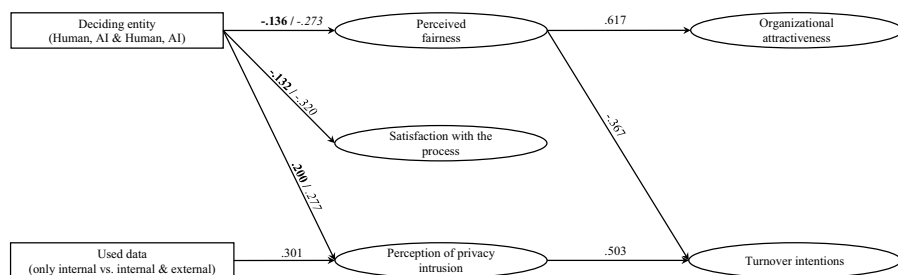 Deciding entity
(Human, AI & Human, AI)
-.136 / -.273
Perceived
fairness
.617
Organizational
attractiveness
-.132 / -.320
-.367
Satisfaction with the
process
.200 / .277
Used data
(only internal vs. internal & external)
.301
Perception of privacy
intrusion
.503
Turnover intentions